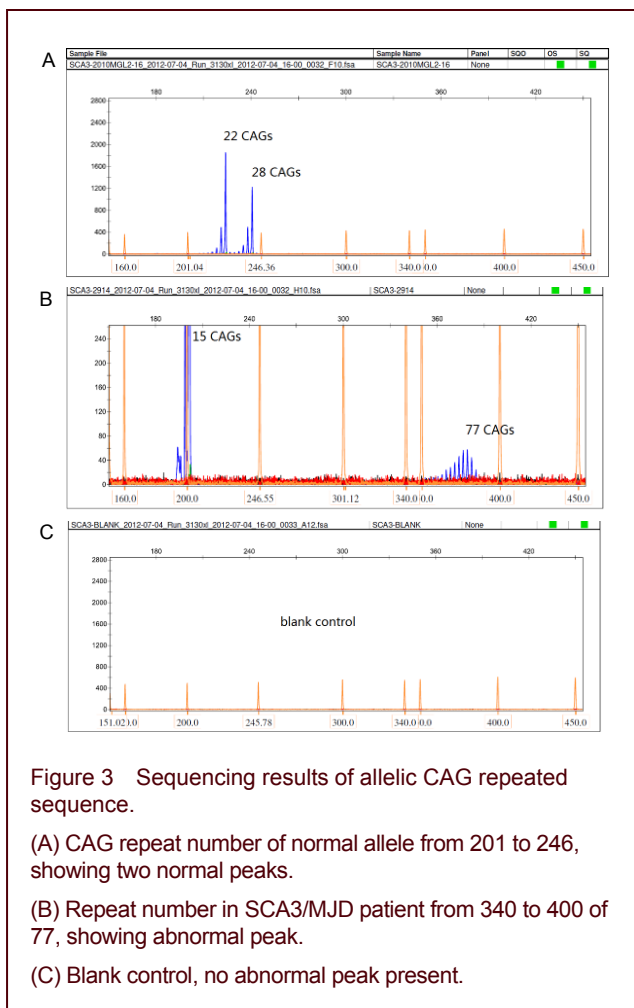 A
Sample File Sample Name Panel SQO OS SQ
SCA3-2010MGL2-16_2012-07-04_Run_3130xl_2012-07-04_16-00_0032_F10.fsa SCA3-2010MGL2-16 None
180 240 300 360 420
2800
2400
2000
1600
1200
800
400
0
22 CAGs
28 CAGs
160.0 201.04 246.36 300.0 340.0 0.0 400.0 450.0
B
SCA3-2914_2012-07-04_Run_3130xl_2012-07-04_16-00_0032_H10.fsa SCA3-2914 None
180 240 300 360 420
240
200
160
120
80
40
0
15 CAGs
77 CAGs
160.0 200.0 246.55 301.12 340.0 0.0 400.0 450.0
C
SCA3-BLANK_2012-07-04_Run_3130xl_2012-07-04_16-00_0033_A12.fsa SCA3-BLANK None
180 240 300 360 420
2800
2400
2000
1600
1200
800
400
0
blank control
151.02 0.0 200.0 245.78 300.0 340.0 0.0 400.0 450.0
Figure 3 Sequencing results of allelic CAG repeated
sequence.
(A) CAG repeat number of normal allele from 201 to 246,
showing two normal peaks.
(B) Repeat number in SCA3/MJD patient from 340 to 400 of
77, showing abnormal peak.
(C) Blank control, no abnormal peak present.